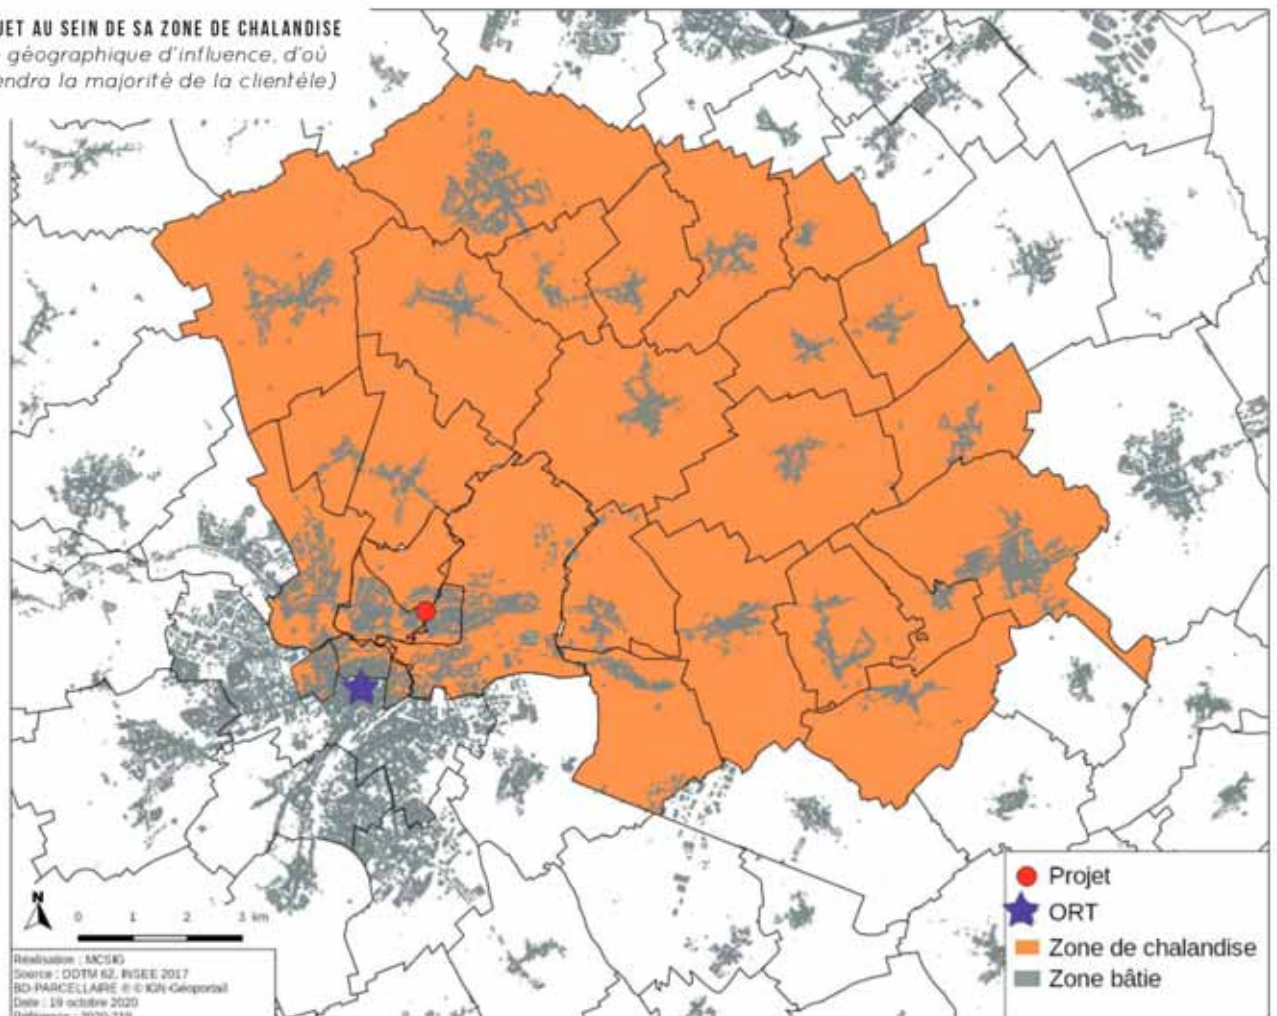 JET AU SEIN DE SA ZONE DE CHALANDISE
géographique d'influence, d'où
endra la majorité de la clientéle)
N
0 1 2 3 km
Réalisation : MCSIG
Source : DDTM 62, INSEE 2017
BD-PARCELLAIRE ® © IGN-Géoportail
Date : 19 octobre 2020
Projet
ORT
Zone de chalandise
Zone bâtie